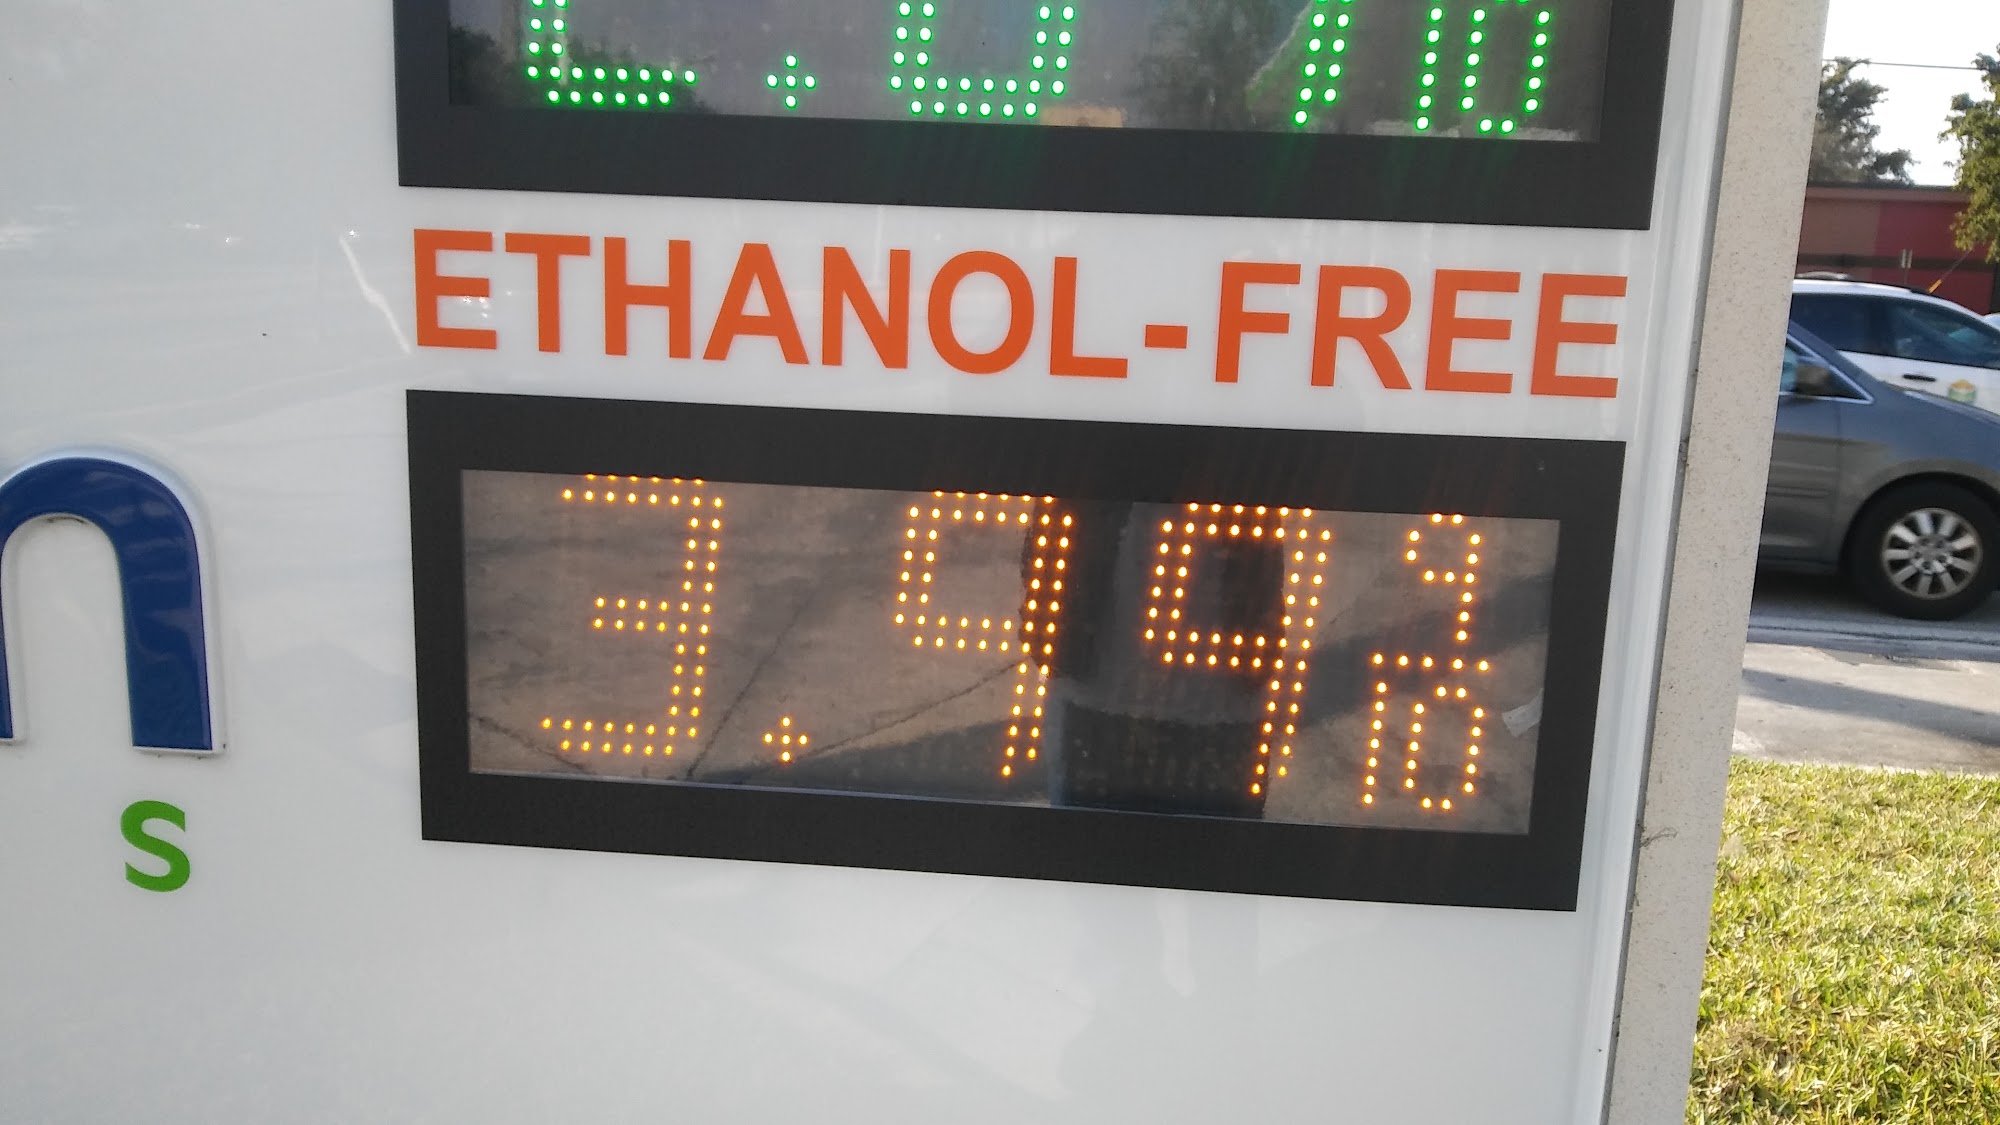 ETHANOL-FREE
3.99 9/10
n
s